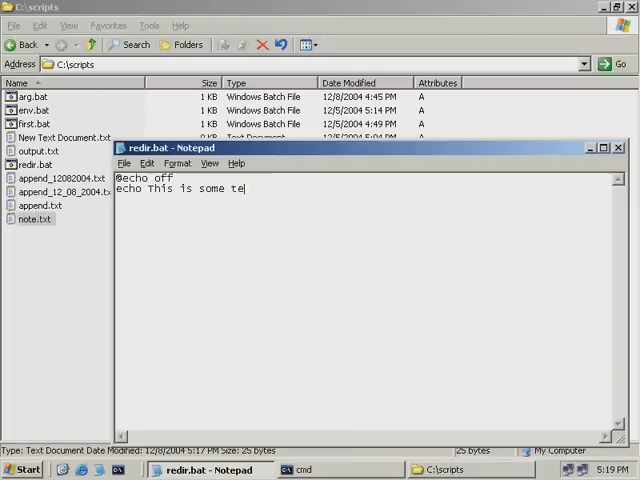 C:\scripts
File Edit View Favorites Tools Help
Back Search Folders
Address C:\scripts Go
Name Size Type Date Modified Attributes
arg.bat 1 KB Windows Batch File 12/8/2004 4:45 PM A
env.bat 1 KB Windows Batch File 12/8/2004 5:14 PM A
first.bat 1 KB Windows Batch File 12/8/2004 4:49 PM A
New Text Document.txt
output.txt
redir.bat
append_12082004.txt
append_12_08_2004.txt
append.txt
note.txt
redir.bat - Notepad
File Edit Format View Help
@echo off
echo This is some te
Type: Text Document Date Modified: 12/8/2004 5:17 PM Size: 25 bytes 25 bytes My Computer
Start redir.bat - Notepad cmd C:\scripts 5:19 PM